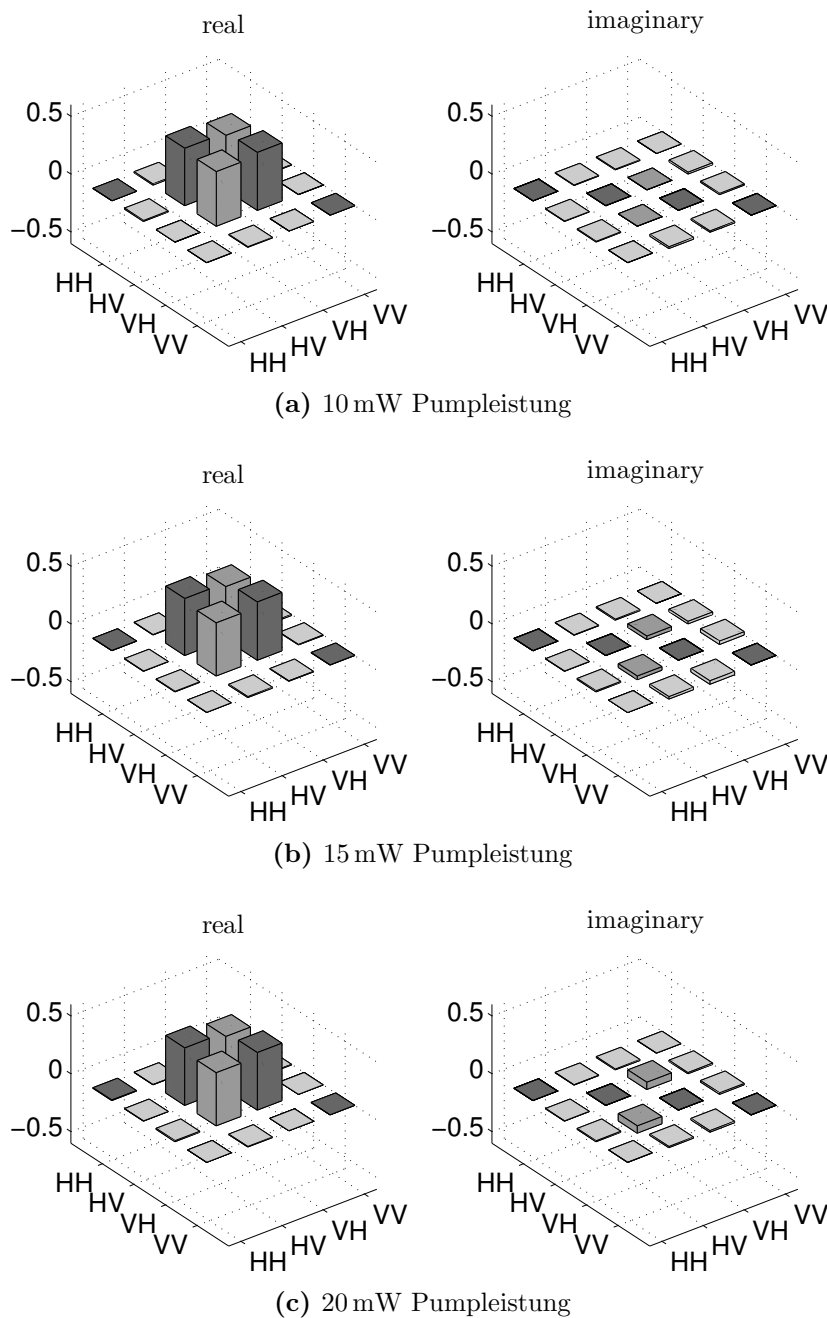 real
imaginary
0.5
0
−0.5
HH
HV
VH
VV
HH
HV
VH
VV
0.5
0
−0.5
HH
HV
VH
VV
HH
HV
VH
VV
(a) 10 mW Pumpleistung
real
imaginary
0.5
0
−0.5
HH
HV
VH
VV
HH
HV
VH
VV
0.5
0
−0.5
HH
HV
VH
VV
HH
HV
VH
VV
(b) 15 mW Pumpleistung
real
imaginary
0.5
0
−0.5
HH
HV
VH
VV
HH
HV
VH
VV
0.5
0
−0.5
HH
HV
VH
VV
HH
HV
VH
VV
(c) 20 mW Pumpleistung